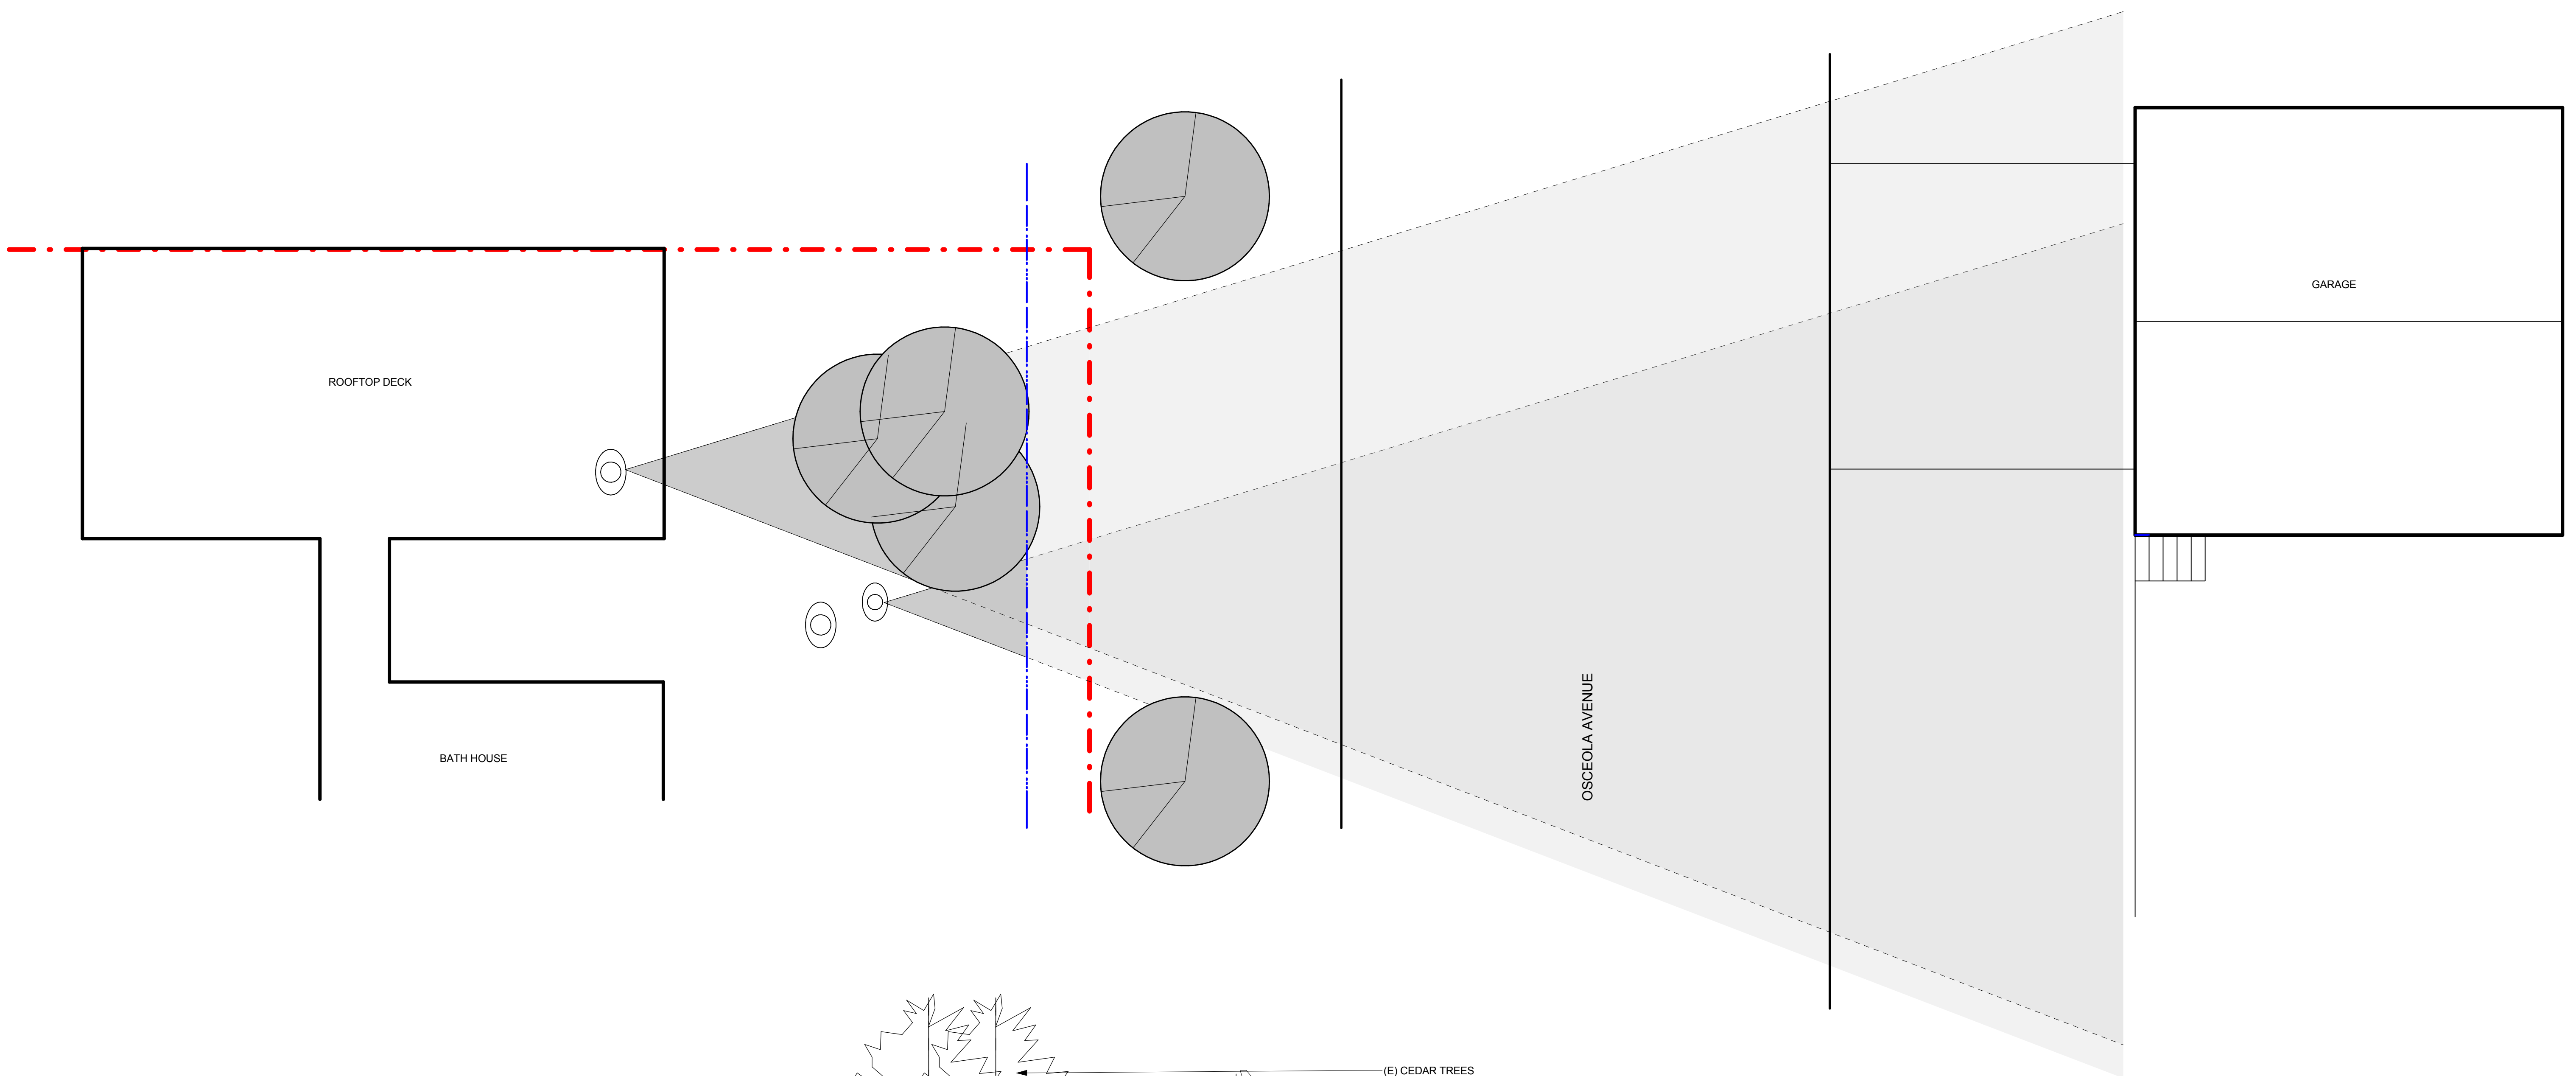 GARAGE
ROOFTOP DECK
OSCEOLA AVENUE
BATH HOUSE
(E) CEDAR TREES